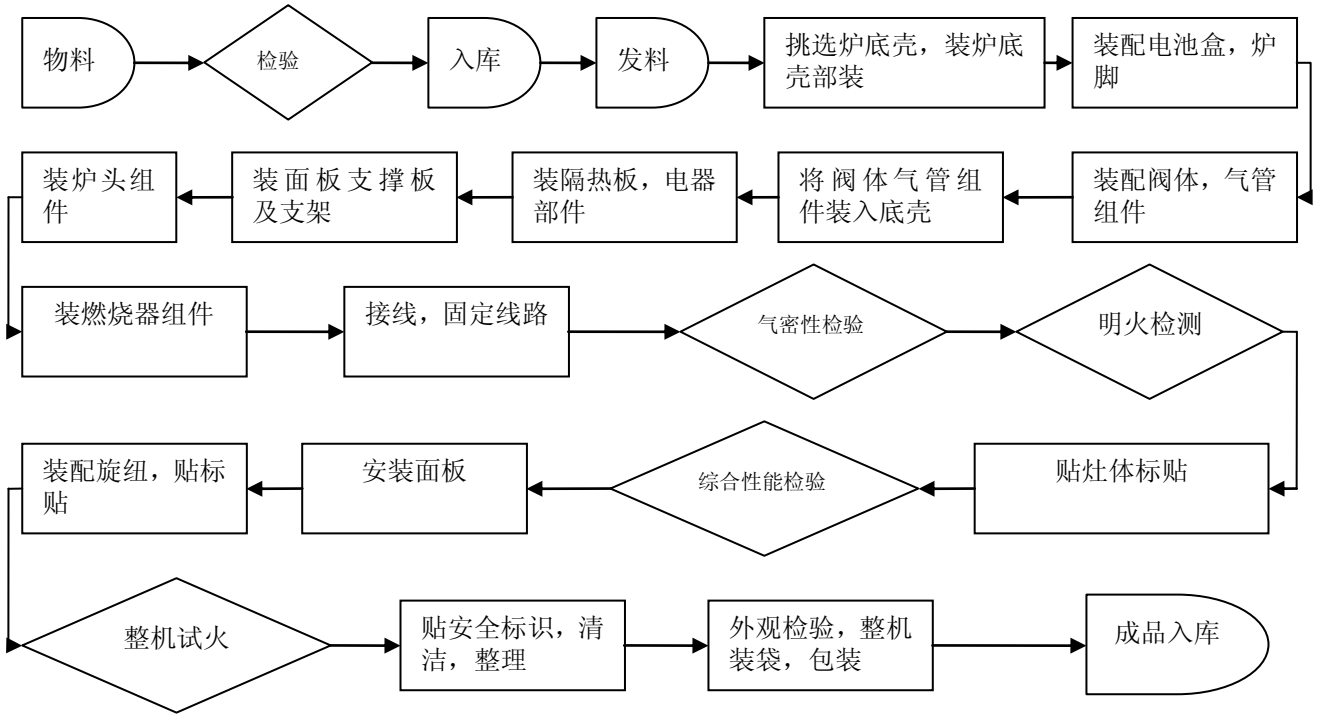 物料
检验
入库
发料
挑选炉底壳，装炉底
壳部装
装配电池盒，炉
脚
装配阀体，气管
组件
将阀体气管组
件装入底壳
装隔热板，电器
部件
装面板支撑板
及支架
装炉头组
件
装燃烧器组件
接线，固定线路
气密性检验
明火检测
贴灶体标贴
综合性能检验
安装面板
装配旋纽，贴标
贴
整机试火
贴安全标识，清
洁，整理
外观检验，整机
装袋，包装
成品入库